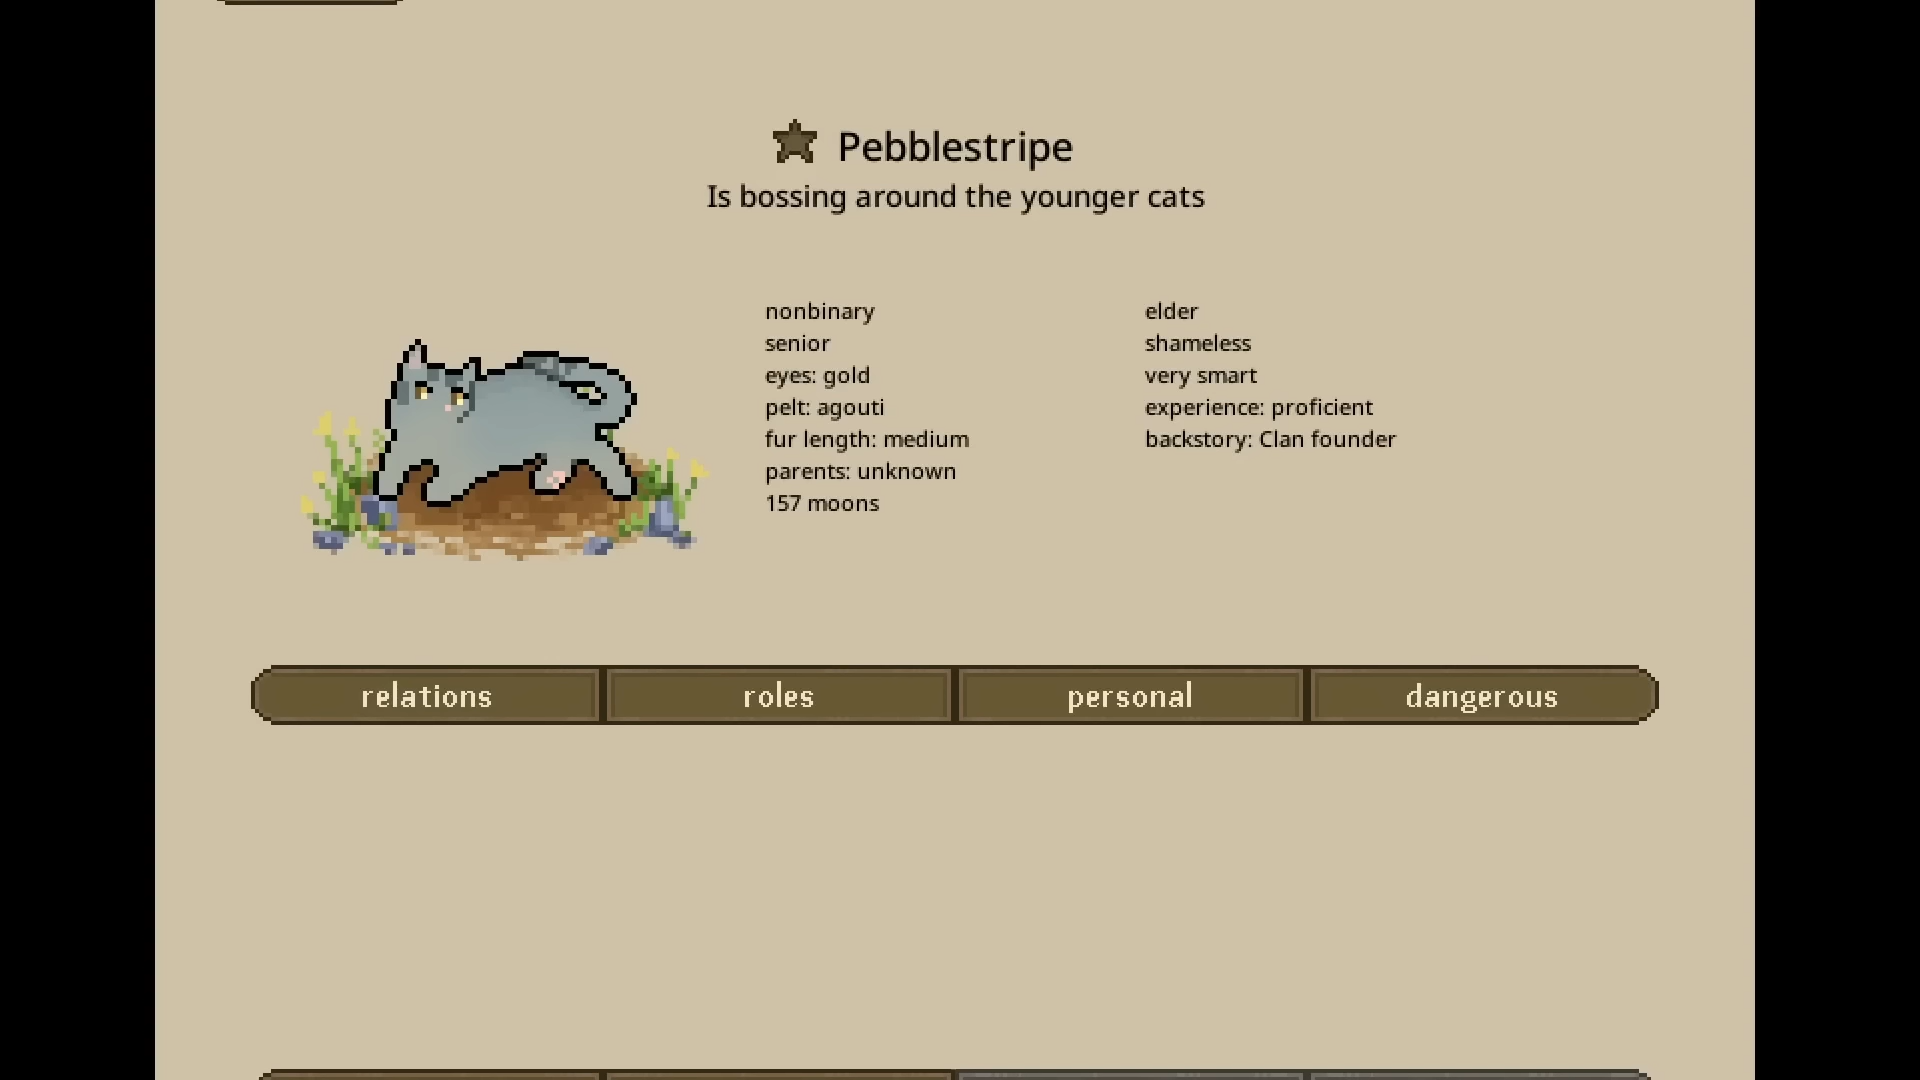 Pebblestripe
Is bossing around the younger cats
nonbinary
senior
eyes: gold
pelt: agouti
fur length: medium
parents: unknown
157 moons
elder
shameless
very smart
experience: proficient
backstory: Clan founder
relations
roles
personal
dangerous